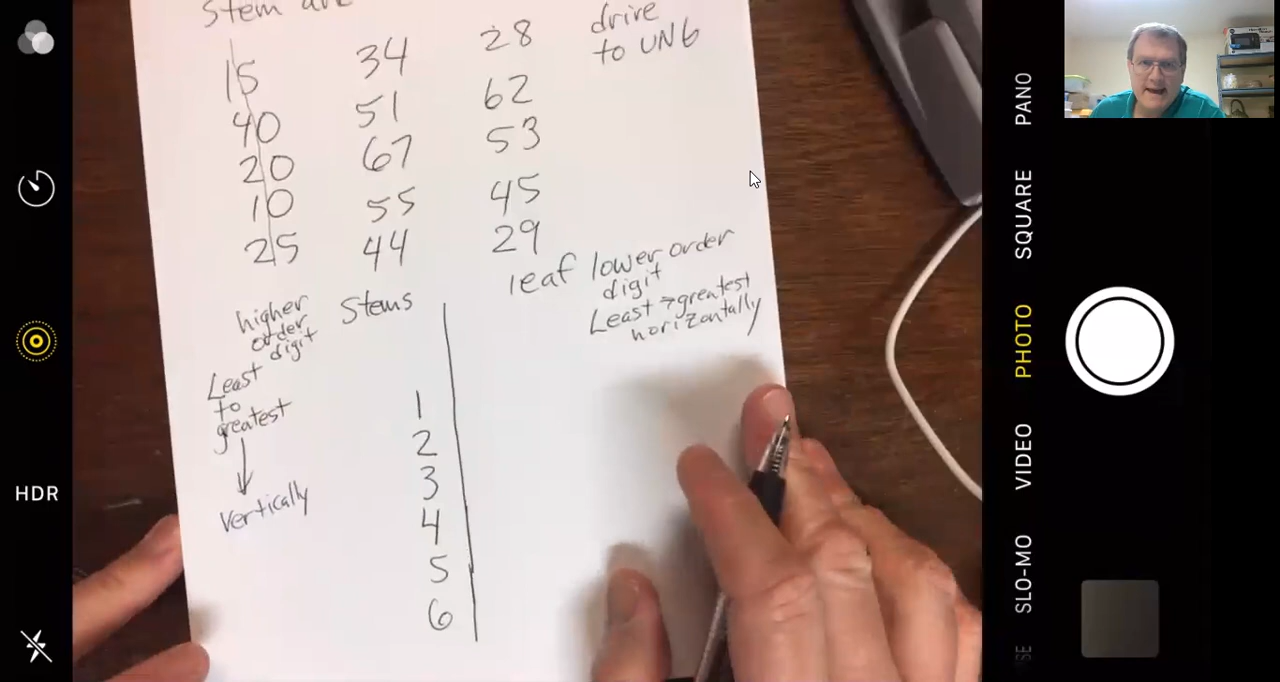 Stem and
15 34 28 drive
to UNG
40 51 62
20 67 53
10 55 45
25 44 29
leaf lower order
digit
Least → greatest
horizontally
higher
order
digit
Stems
Least
to
greatest
↓
Vertically
1
2
3
4
5
6
HDR
PANO
SQUARE
PHOTO
VIDEO
SLO-MO
SE